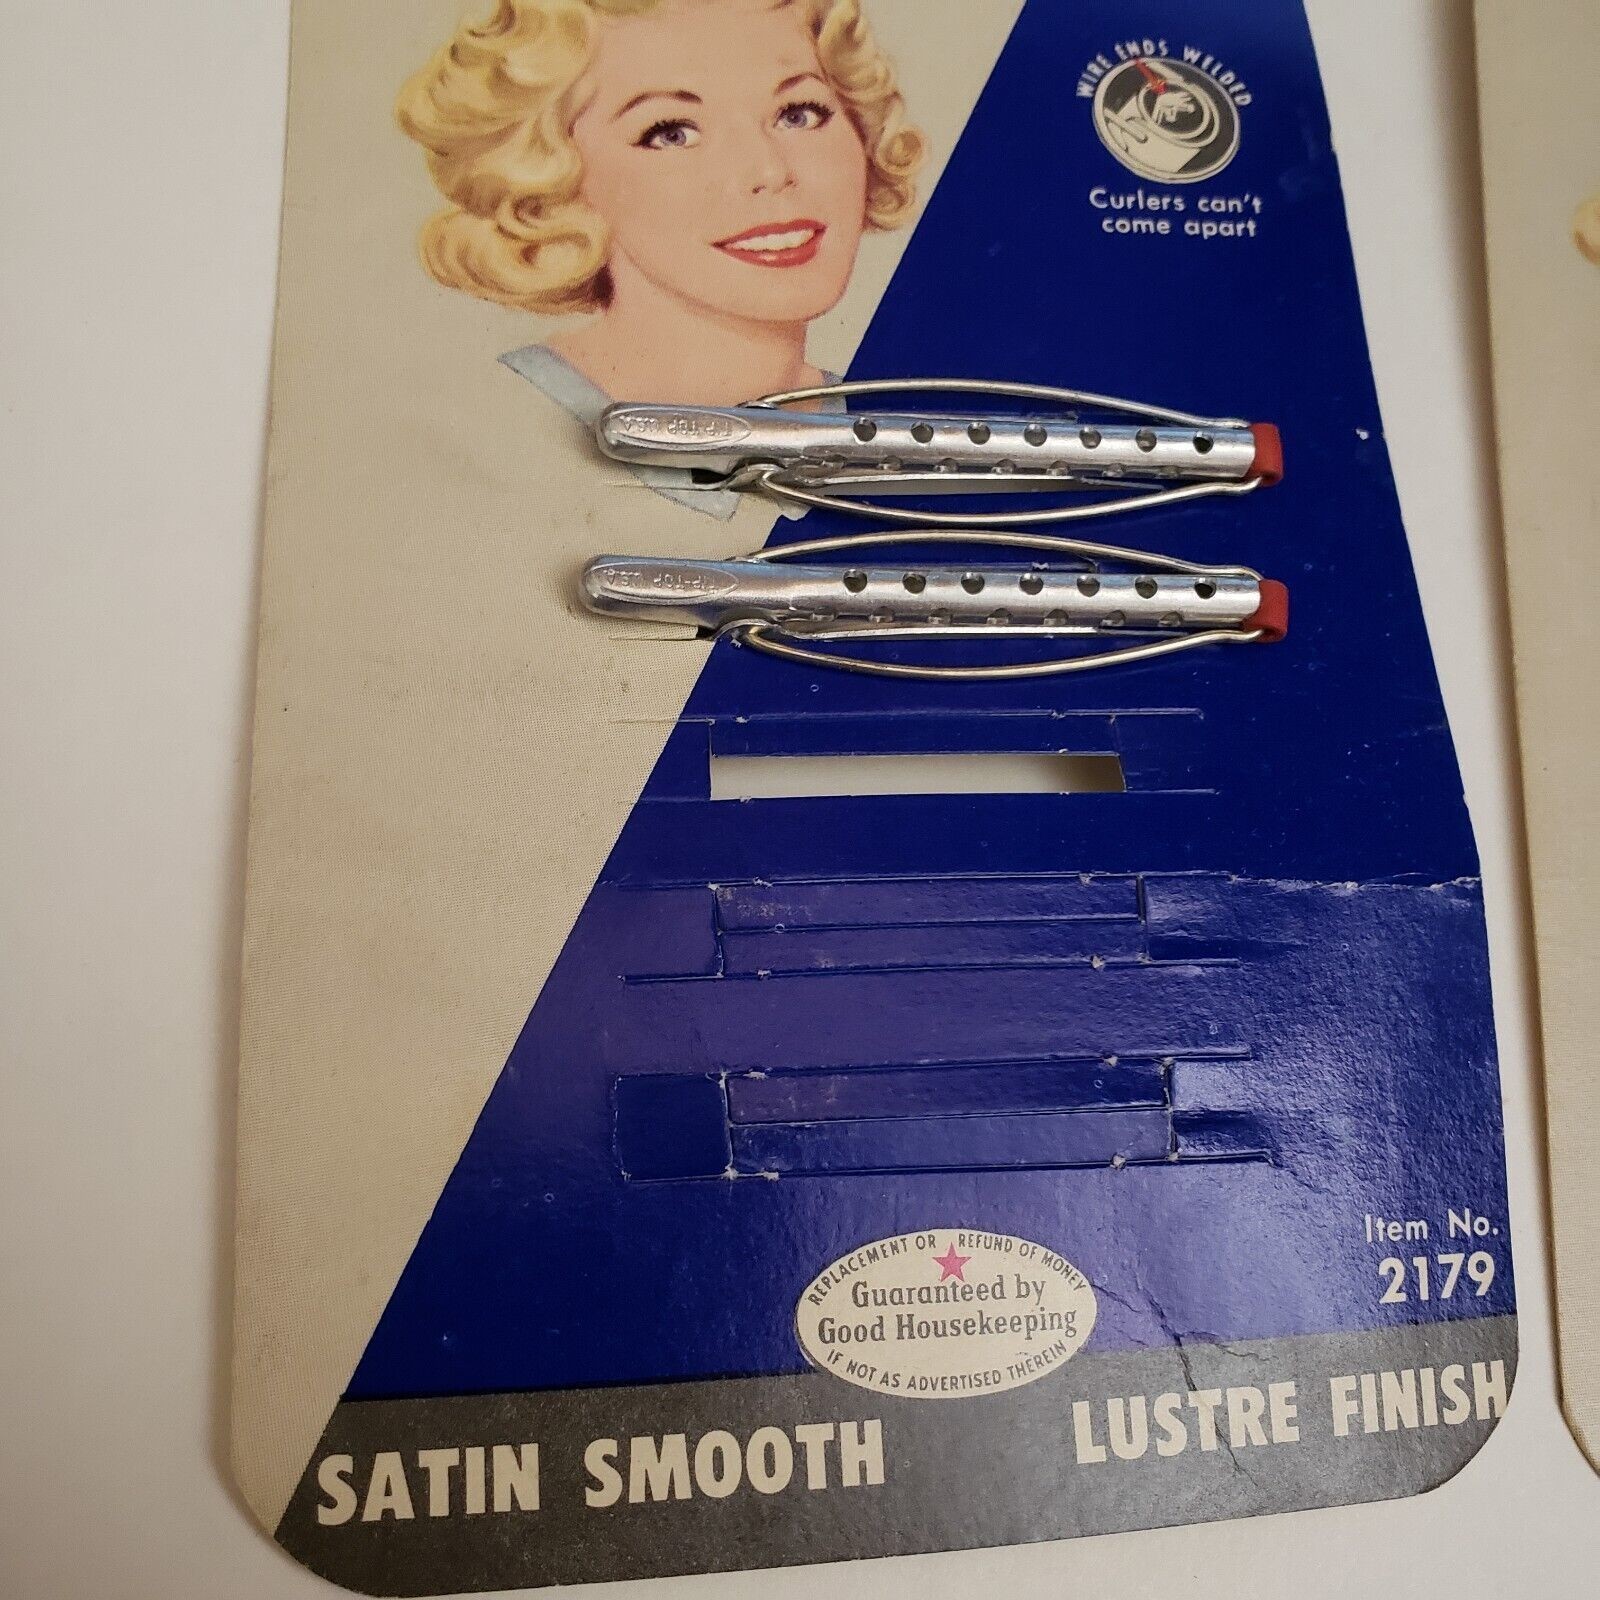 WIRE ENDS WELDED
Curlers can't
come apart
TIP-TOP U.S.A.
TIP-TOP U.S.A.
Item No.
2179
REPLACEMENT OR REFUND OF MONEY
Guaranteed by
Good Housekeeping
IF NOT AS ADVERTISED THEREIN
SATIN SMOOTH LUSTRE FINISH